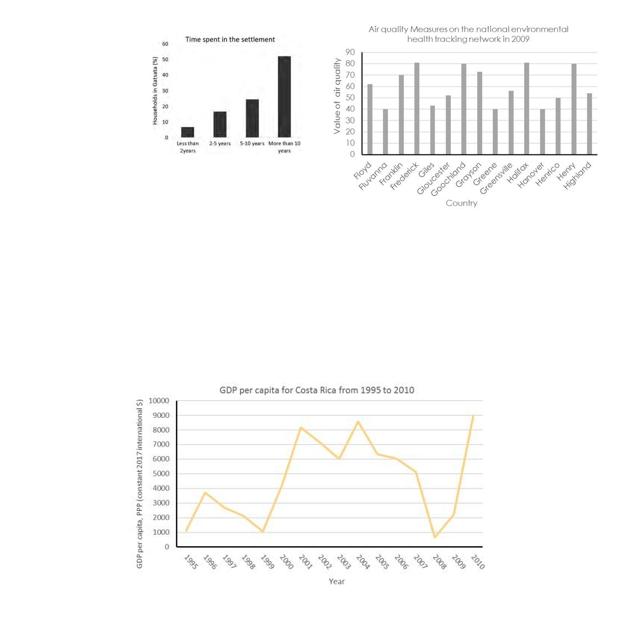 Time spent in the settlement
Households in Gatsata (%)
60
50
40
30
20
10
0
Less than
2years
2-5 years
5-10 years
More than 10
years
Air quality Measures on the national environmental
health tracking network in 2009
Value of air quality
90
80
70
60
50
40
30
20
10
0
Floyd
Fluvanna
Franklin
Frederick
Giles
Gloucester
Goochland
Grayson
Greene
Greensville
Halifax
Hanover
Henrico
Henry
Highland
Country
GDP per capita for Costa Rica from 1995 to 2010
GDP per capita, PPP (constant 2017 international $)
10000
9000
8000
7000
6000
5000
4000
3000
2000
1000
0
1995
1996
1997
1998
1999
2000
2001
2002
2003
2004
2005
2006
2007
2008
2009
2010
Year